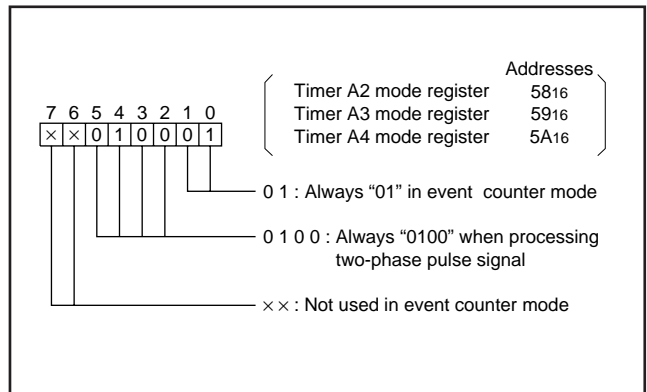 Addresses
Timer A2 mode register 5816
Timer A3 mode register 5916
Timer A4 mode register 5A16
7 6 5 4 3 2 1 0
× × 0 1 0 0 0 1
0 1 : Always “01” in event counter mode
0 1 0 0 : Always “0100” when processing
two-phase pulse signal
× × : Not used in event counter mode